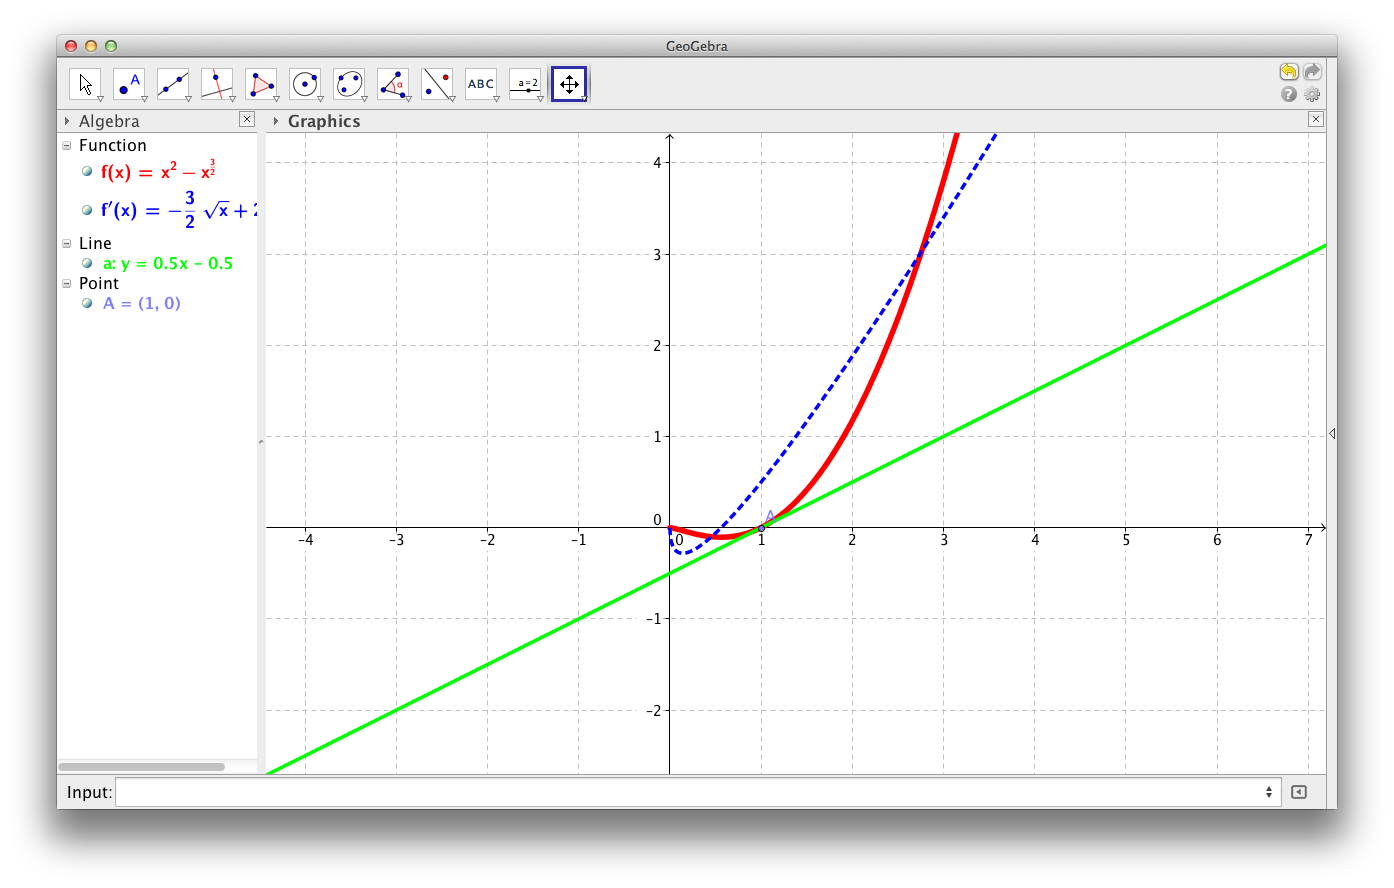 GeoGebra
A ABC a=2 α
Algebra Graphics
Function
f(x) = x² − x^(3/2)
f′(x) = −3/2 √x + 2
Line
a: y = 0.5x − 0.5
Point
A = (1, 0)
4
3
2
1
0
A
−4 −3 −2 −1 0 1 2 3 4 5 6 7
−1
−2
Input: